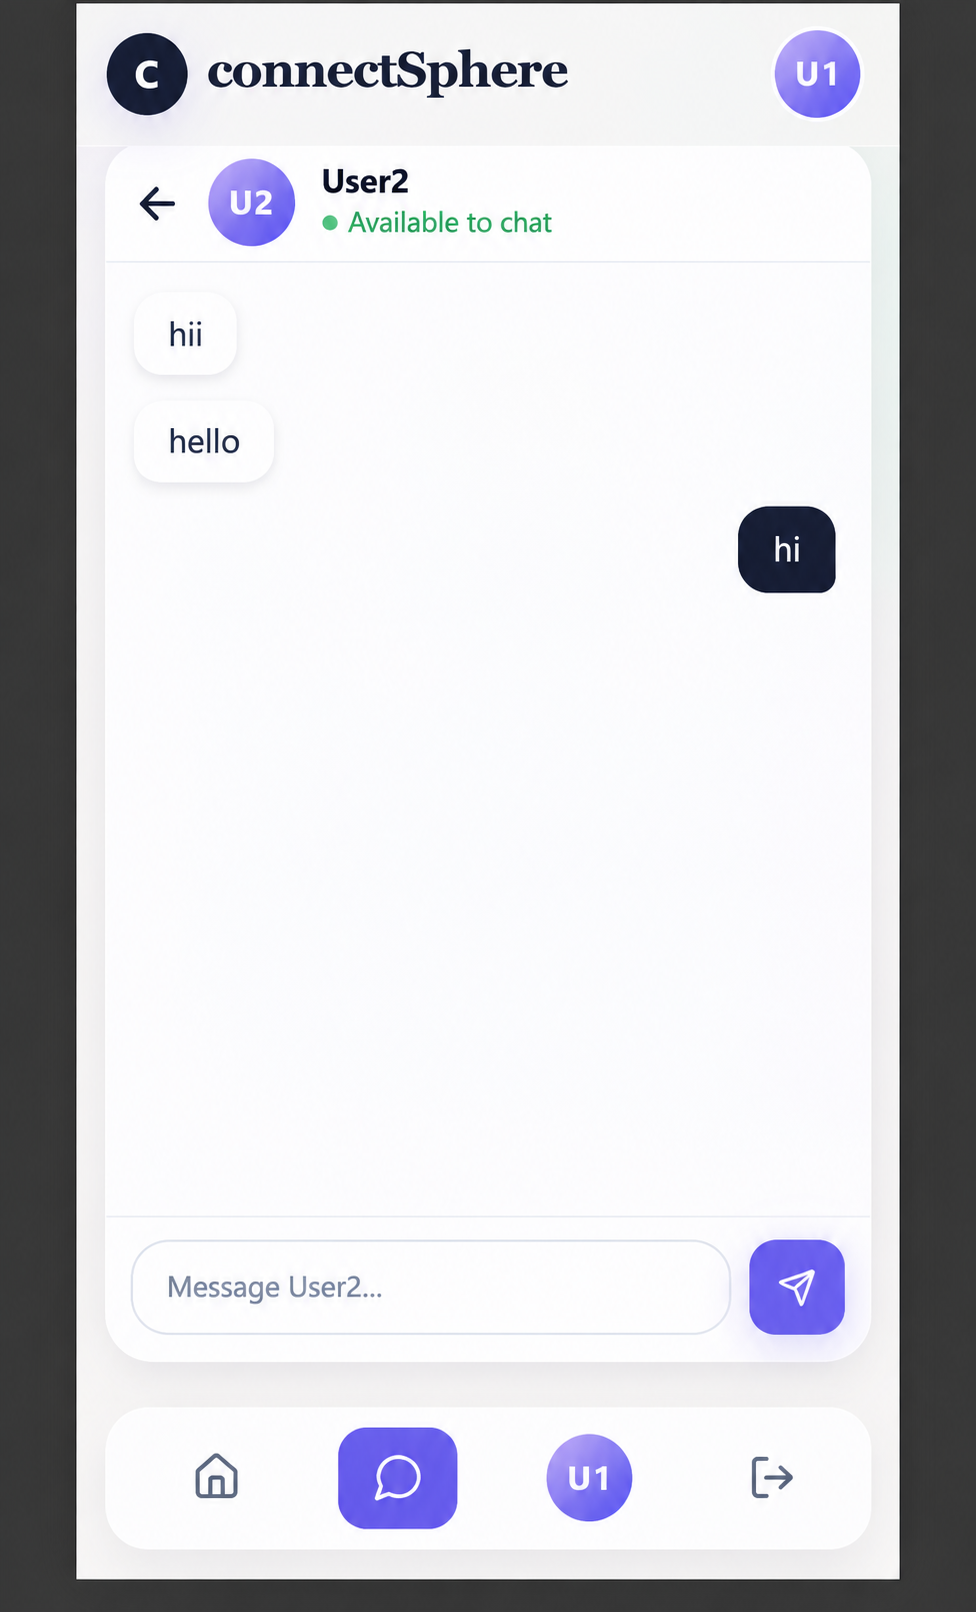 C connectSphere U1
U2 User2
Available to chat
hii
hello
hi
Message User2...
U1